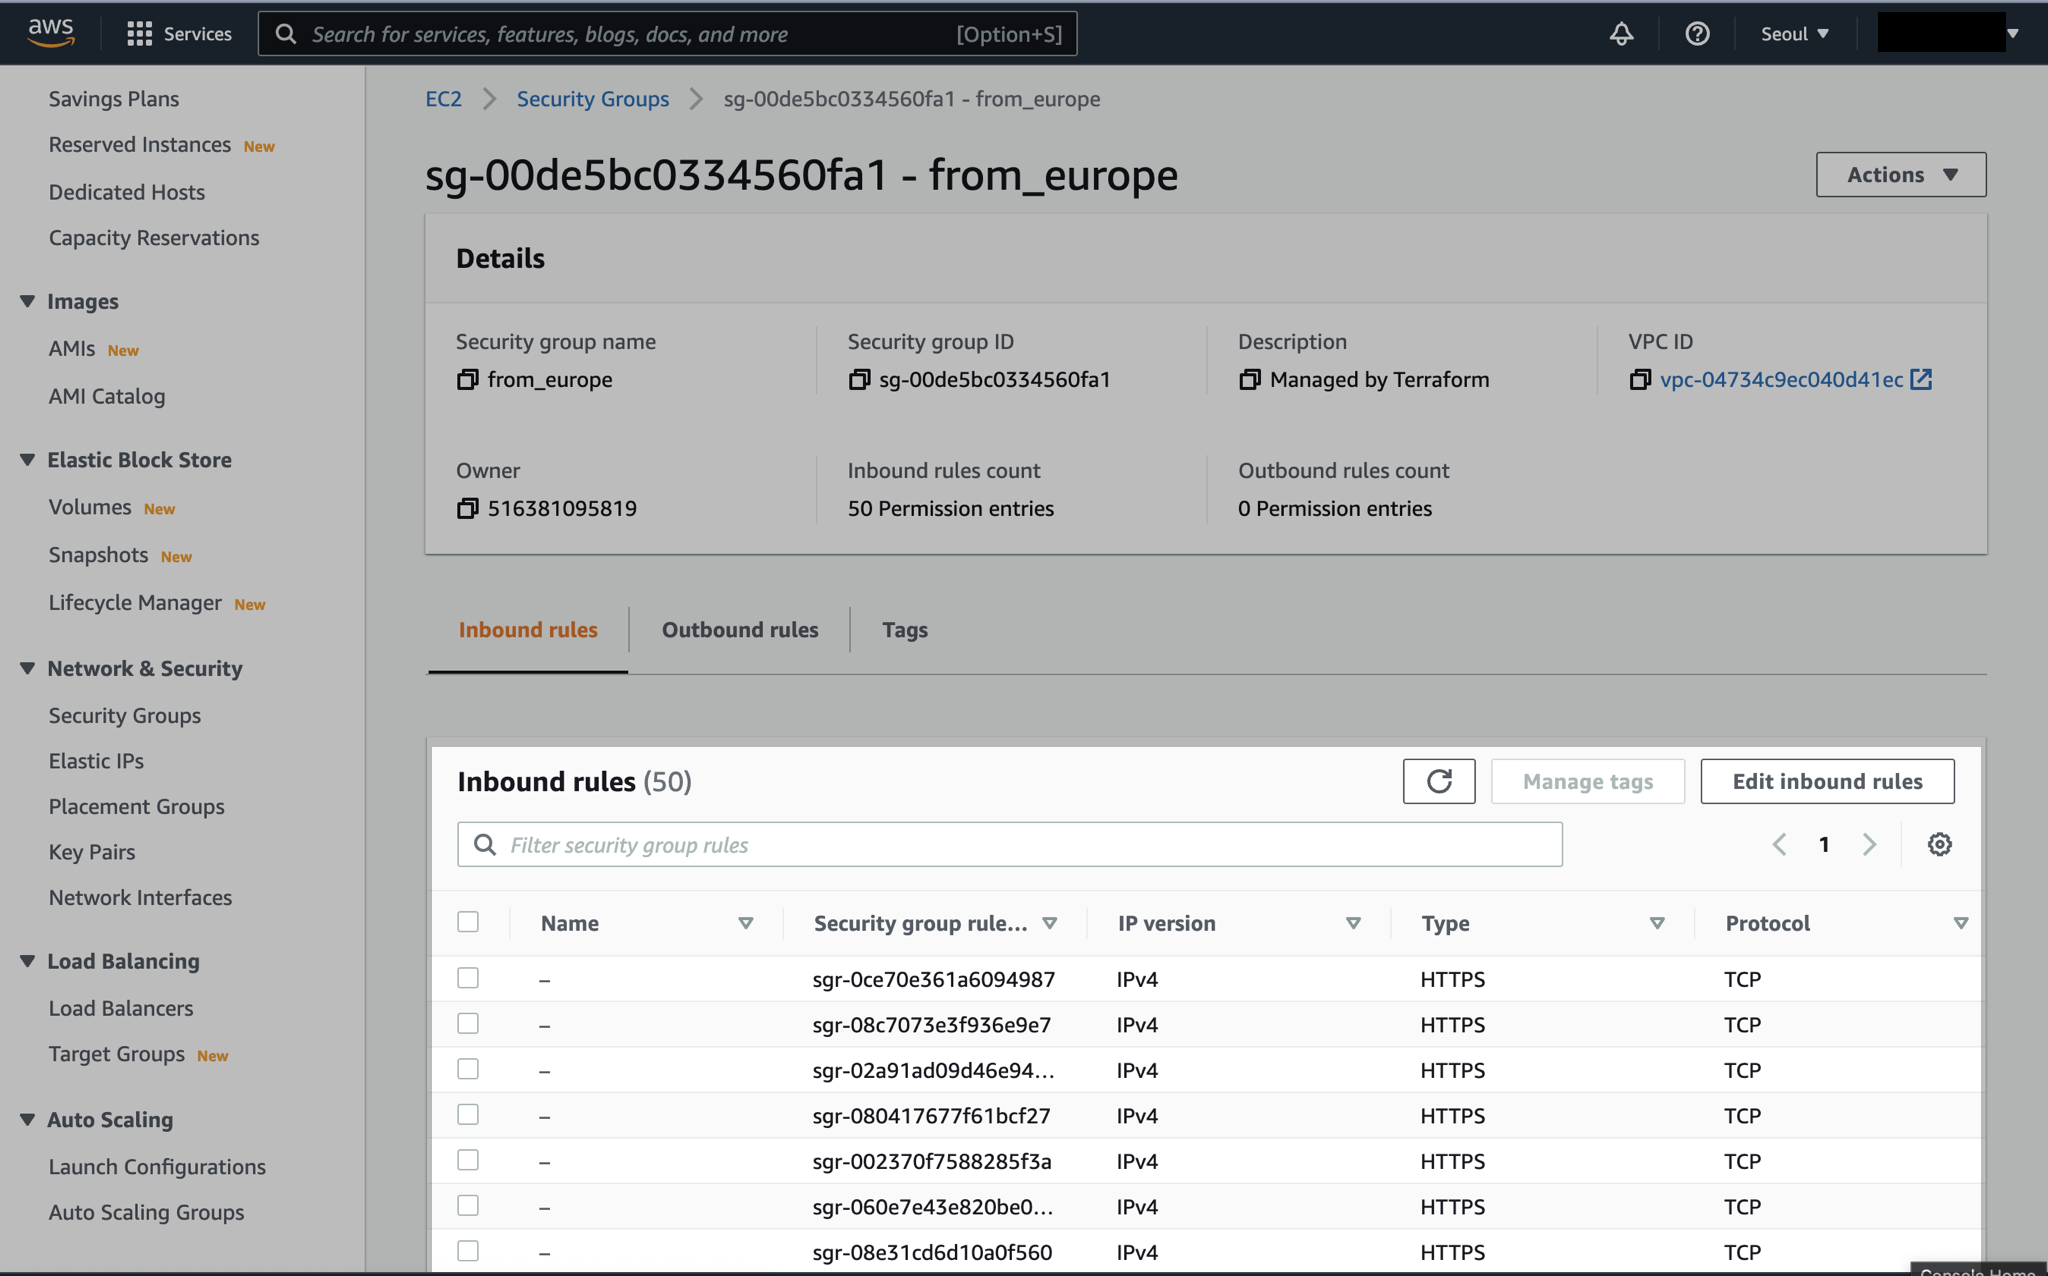 aws
Services
Search for services, features, blogs, docs, and more [Option+S]
Seoul
Savings Plans
Reserved Instances New
Dedicated Hosts
Capacity Reservations
Images
AMIs New
AMI Catalog
Elastic Block Store
Volumes New
Snapshots New
Lifecycle Manager New
Network & Security
Security Groups
Elastic IPs
Placement Groups
Key Pairs
Network Interfaces
Load Balancing
Load Balancers
Target Groups New
Auto Scaling
Launch Configurations
Auto Scaling Groups
EC2 Security Groups sg-00de5bc0334560fa1 - from_europe
sg-00de5bc0334560fa1 - from_europe
Actions
Details
Security group name Security group ID Description VPC ID
from_europe sg-00de5bc0334560fa1 Managed by Terraform vpc-04734c9ec040d41ec
Owner Inbound rules count Outbound rules count
516381095819 50 Permission entries 0 Permission entries
Inbound rules Outbound rules Tags
Inbound rules (50)
Manage tags Edit inbound rules
Filter security group rules
1
Name Security group rule... IP version Type Protocol
– sgr-0ce70e361a6094987 IPv4 HTTPS TCP
– sgr-08c7073e3f936e9e7 IPv4 HTTPS TCP
– sgr-02a91ad09d46e94... IPv4 HTTPS TCP
– sgr-080417677f61bcf27 IPv4 HTTPS TCP
– sgr-002370f7588285f3a IPv4 HTTPS TCP
– sgr-060e7e43e820be0... IPv4 HTTPS TCP
– sgr-08e31cd6d10a0f560 IPv4 HTTPS TCP
Console Home